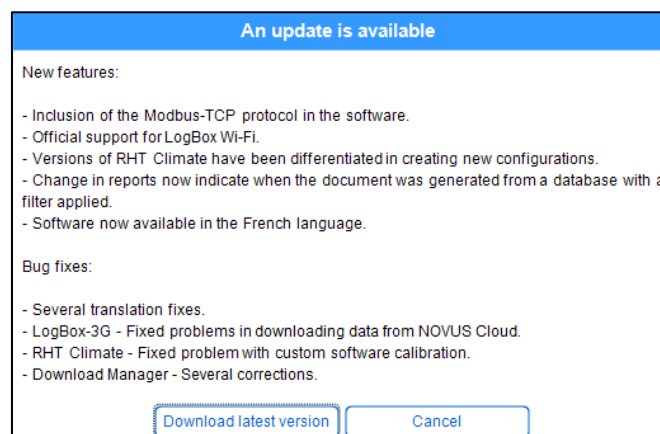 An update is available
New features:
- Inclusion of the Modbus-TCP protocol in the software.
- Official support for LogBox Wi-Fi.
- Versions of RHT Climate have been differentiated in creating new configurations.
- Change in reports now indicate when the document was generated from a database with a
filter applied.
- Software now available in the French language.
Bug fixes:
- Several translation fixes.
- LogBox-3G - Fixed problems in downloading data from NOVUS Cloud.
- RHT Climate - Fixed problem with custom software calibration.
- Download Manager - Several corrections.
Download latest version Cancel